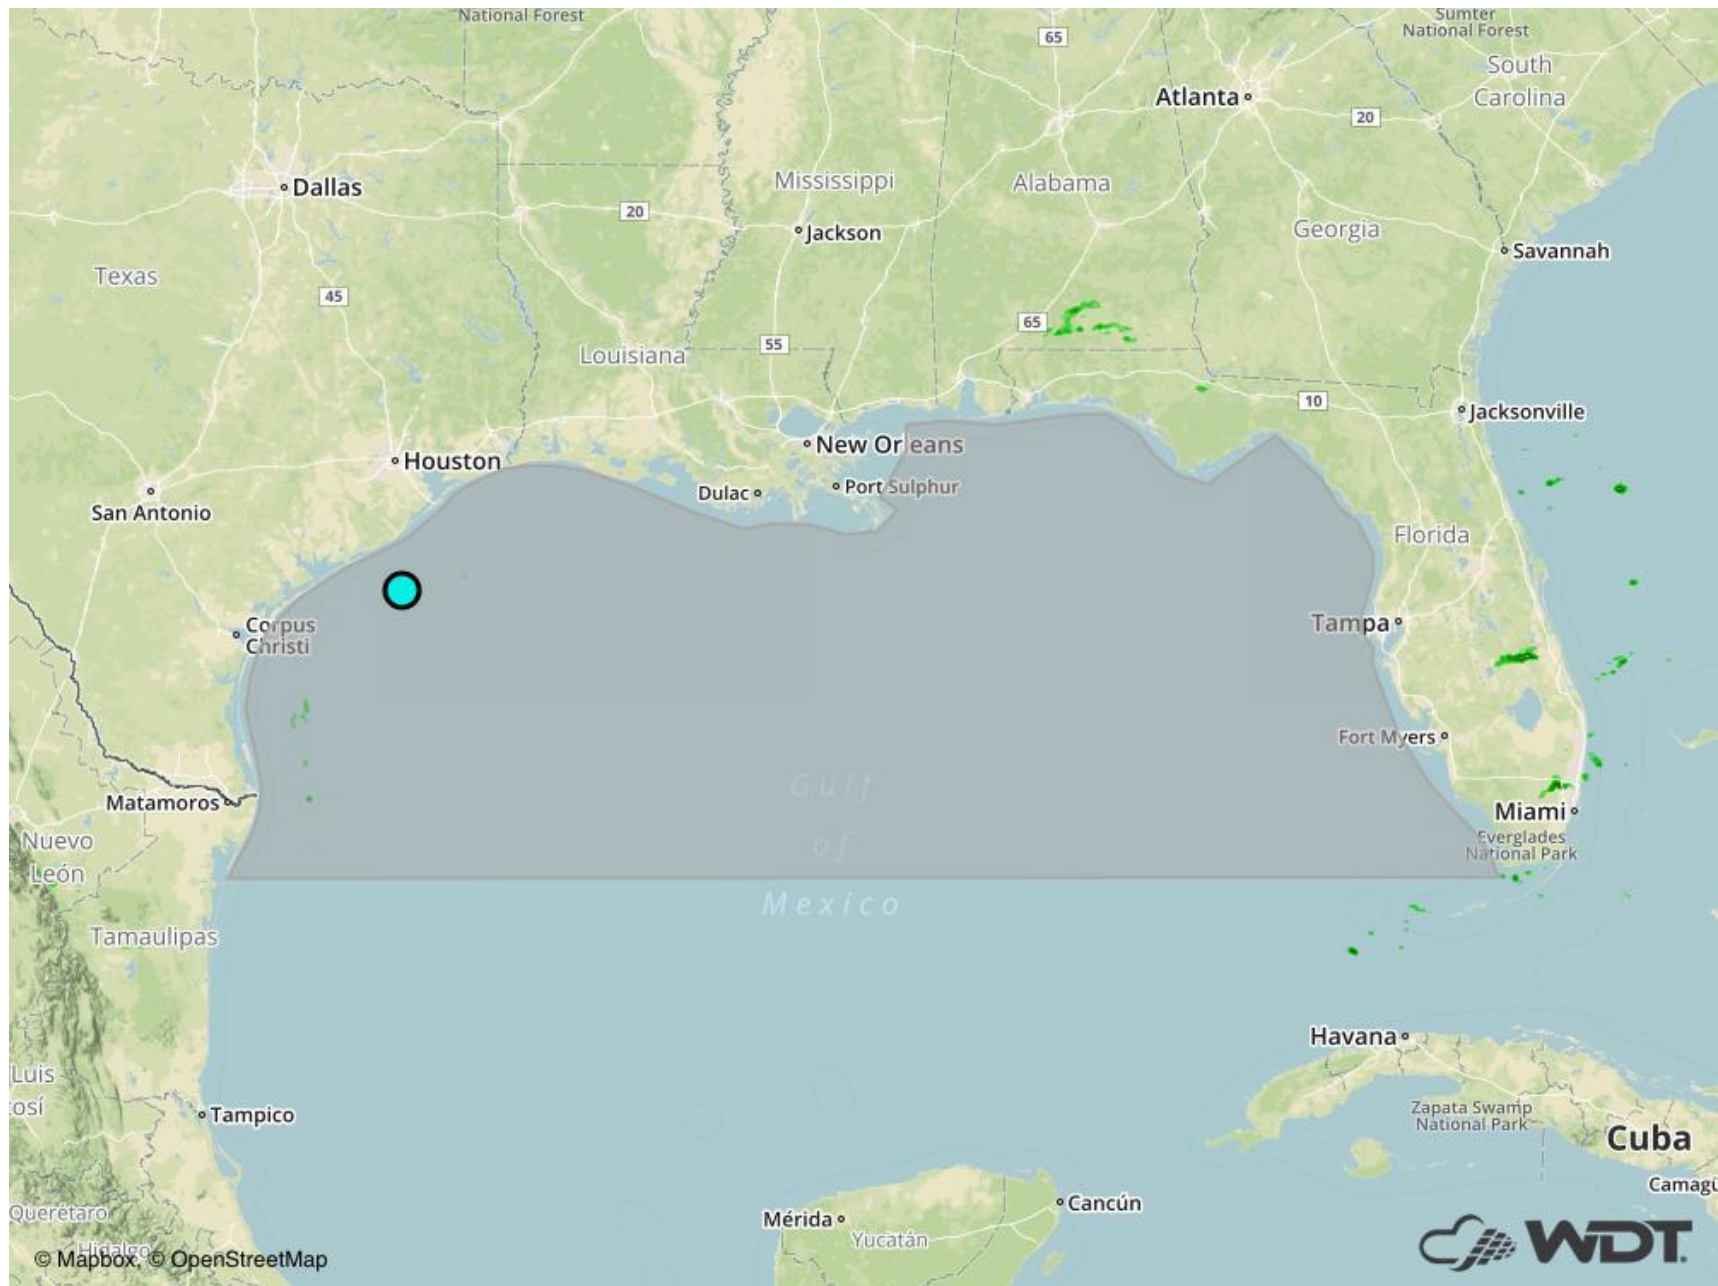 National Forest
65
Sumter
National Forest
South
Carolina
Atlanta
20
Dallas
Mississippi
Alabama
20
Jackson
Georgia
Savannah
Texas
45
65
55
Louisiana
10
Jacksonville
New Orleans
Houston
Dulac
Port Sulphur
San Antonio
Florida
Corpus
Christi
Tampa
Fort Myers
Gulf
of
Mexico
Matamoros
Miami
Everglades
National Park
Nuevo
León
Tamaulipas
Havana
Luis
osí
Tampico
Zapata Swamp
National Park
Cuba
Camagü
Cancún
Mérida
Yucatán
Querétaro
Hidalgo
© Mapbox, © OpenStreetMap
WDT